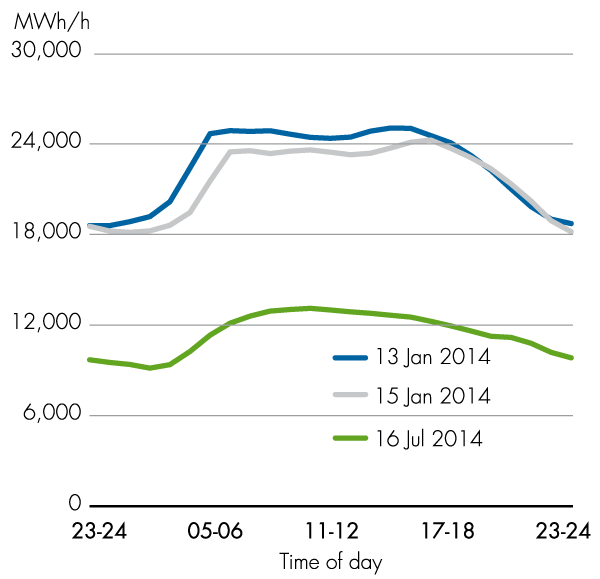 MWh/h
30,000
24,000
18,000
12,000
13 Jan 2014
15 Jan 2014
6,000
16 Jul 2014
0
23-24 05-06 11-12 17-18 23-24
Time of day